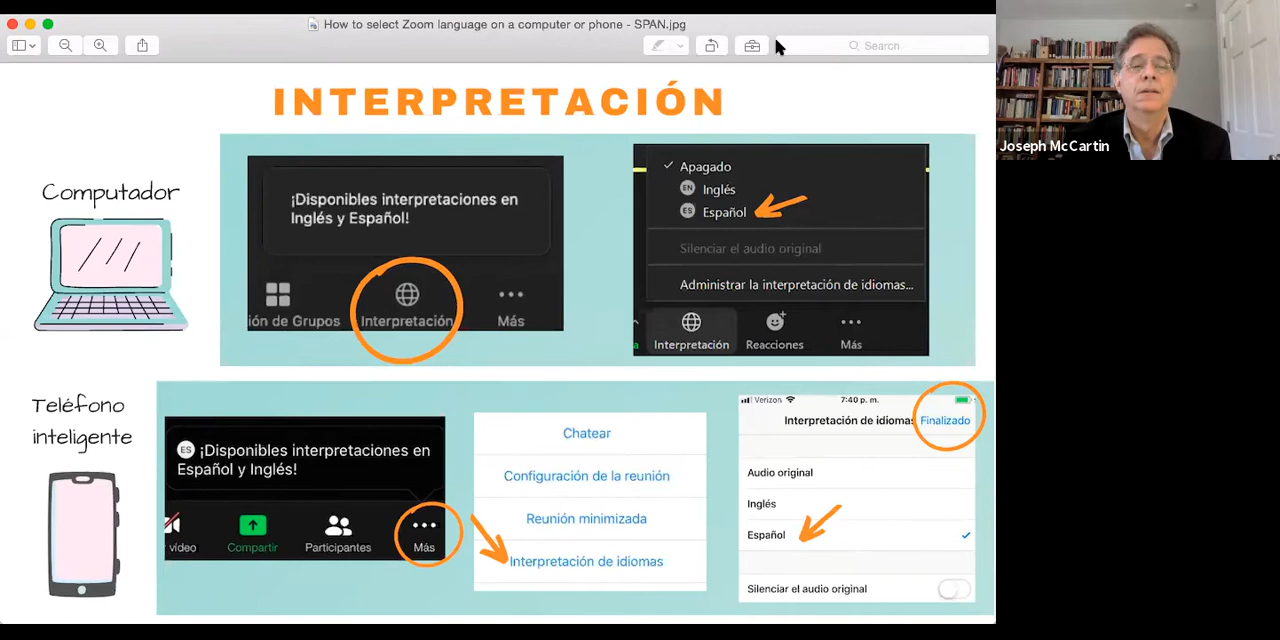 How to select Zoom language on a computer or phone - SPAN.jpg
Search
Joseph McCartin
INTERPRETACIÓN
Computador
¡Disponibles interpretaciones en
Inglés y Español!
ión de Grupos
Interpretación
Más
Apagado
EN Inglés
ES Español
Silenciar el audio original
Administrar la interpretación de idiomas...
a
Interpretación
Reacciones
Más
Teléfono
inteligente
ES ¡Disponibles interpretaciones en
Español y Inglés!
video
Compartir
Participantes
Más
Chatear
Configuración de la reunión
Reunión minimizada
Interpretación de idiomas
Verizon
7:40 p. m.
Interpretación de idiomas
Finalizado
Audio original
Inglés
Español
Silenciar el audio original